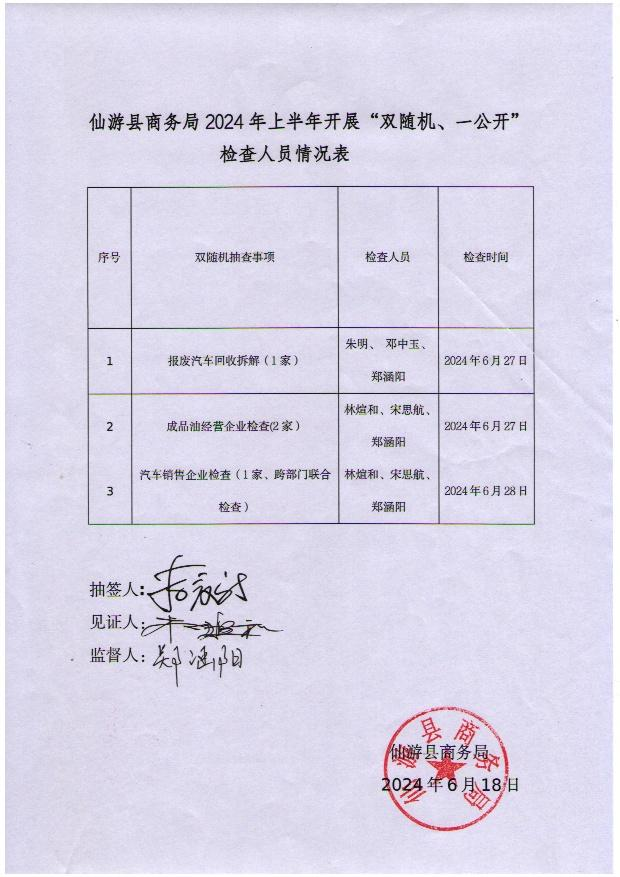 仙游县商务局 2024 年上半年开展“双随机、一公开”
检查人员情况表
序号
双随机抽查事项
检查人员
检查时间
1
报废汽车回收拆解（1 家）
朱明、 邓中玉、
郑涵阳
2024 年 6 月 27 日
2
成品油经营企业检查(2 家）
林煊和、宋思航、
郑涵阳
2024 年 6 月 27 日
3
汽车销售企业检查（1 家、跨部门联合
检查）
林煊和、宋思航、
郑涵阳
2024 年 6 月 28 日
抽签人：
见证人：
监督人：郑涵阳
仙游县商务局
仙游县商务局
2024 年 6 月 18 日